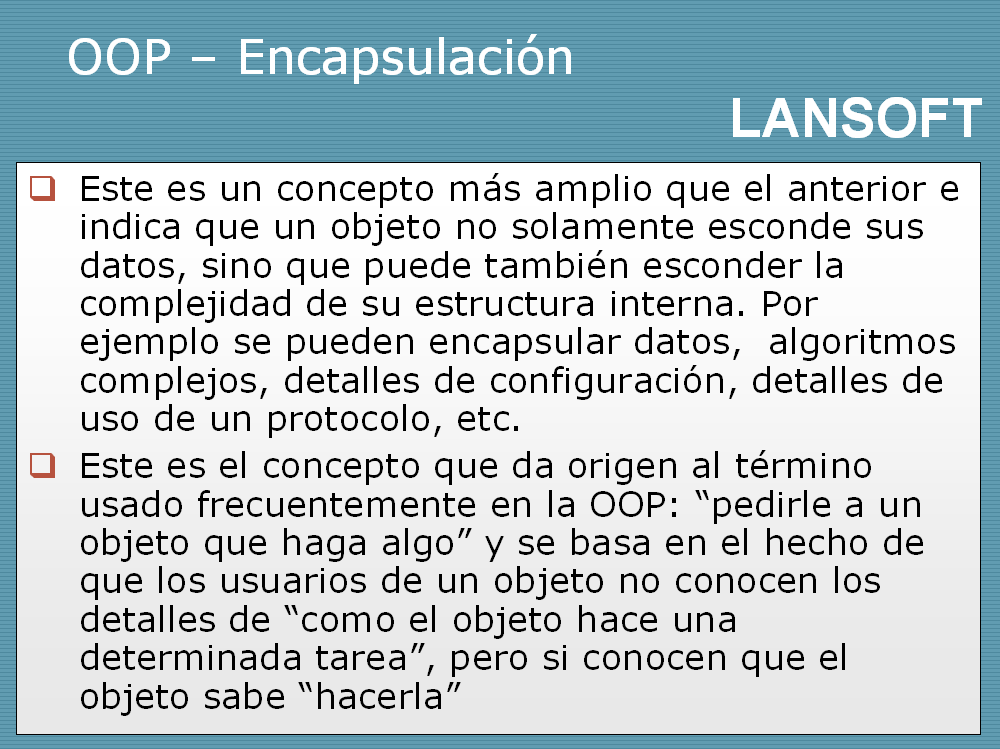 OOP – Encapsulación
LANSOFT
Este es un concepto más amplio que el anterior e
indica que un objeto no solamente esconde sus
datos, sino que puede también esconder la
complejidad de su estructura interna. Por
ejemplo se pueden encapsular datos,  algoritmos
complejos, detalles de configuración, detalles de
uso de un protocolo, etc.
Este es el concepto que da origen al término
usado frecuentemente en la OOP: “pedirle a un
objeto que haga algo” y se basa en el hecho de
que los usuarios de un objeto no conocen los
detalles de “como el objeto hace una
determinada tarea”, pero si conocen que el
objeto sabe “hacerla”